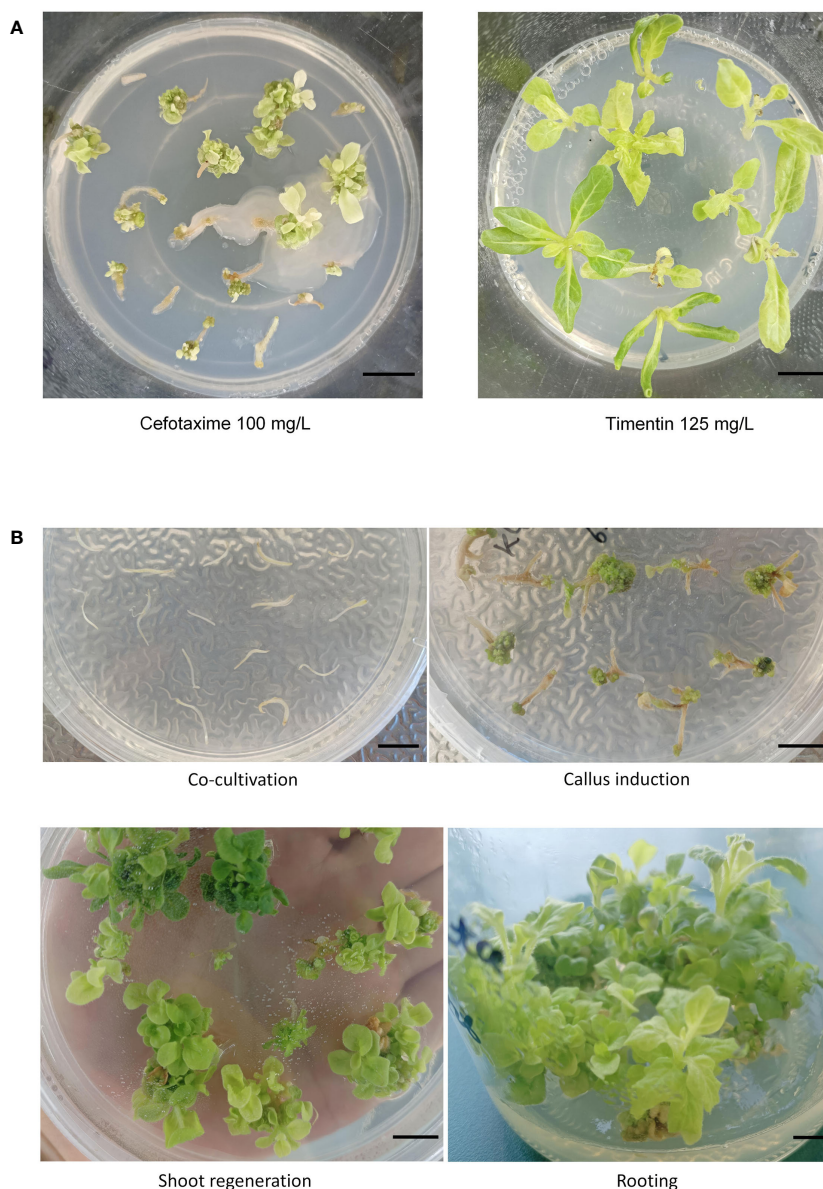 A
Cefotaxime 100 mg/L
Timentin 125 mg/L
B
Co-cultivation
Callus induction
Shoot regeneration
Rooting